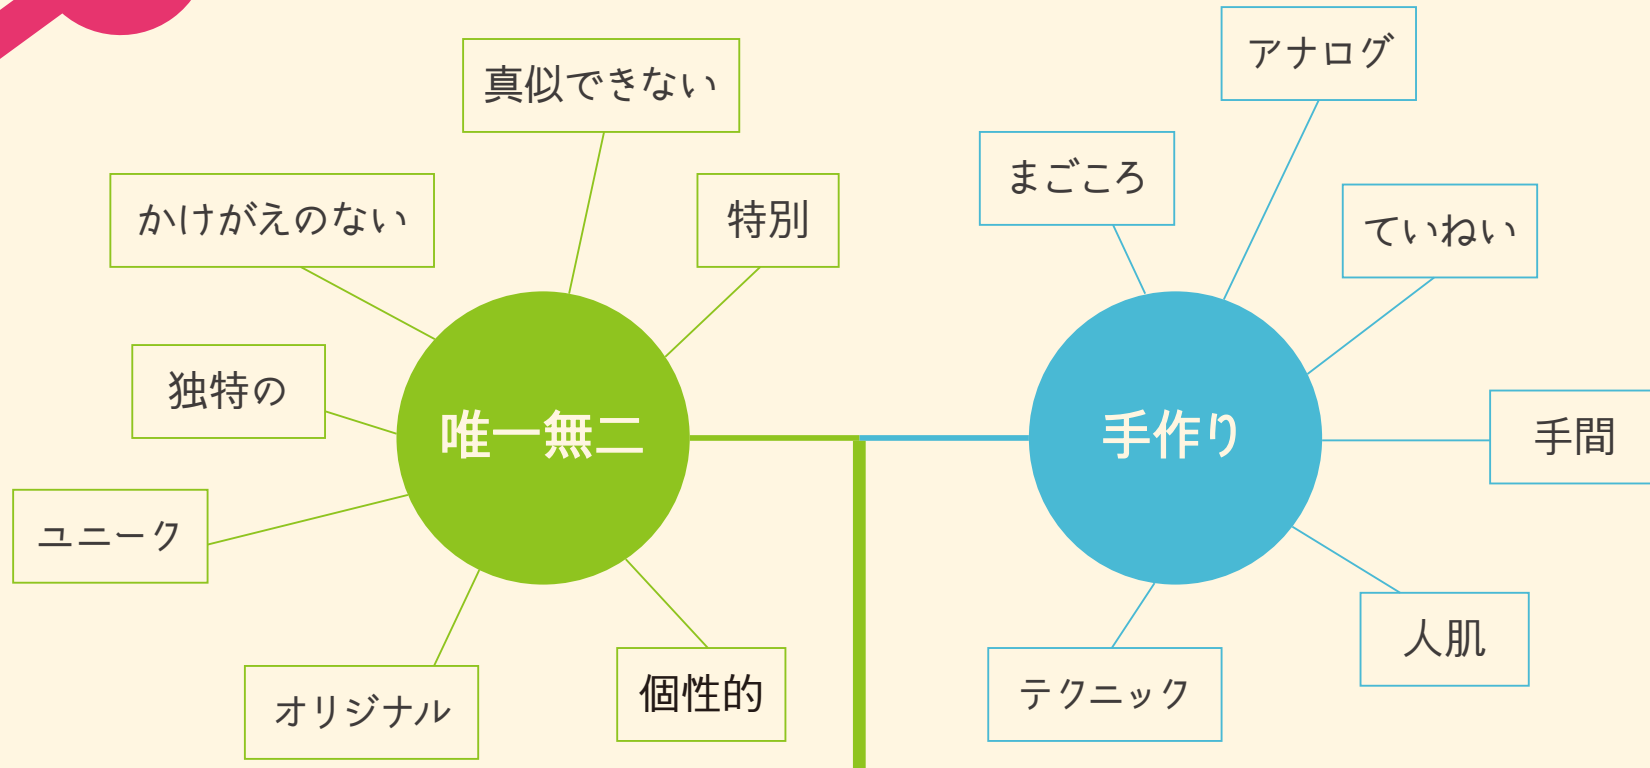 真似できない
かけがえのない
特別
独特の
唯一無二
ユニーク
オリジナル
個性的
アナログ
まごころ
ていねい
手作り
手間
人肌
テクニック